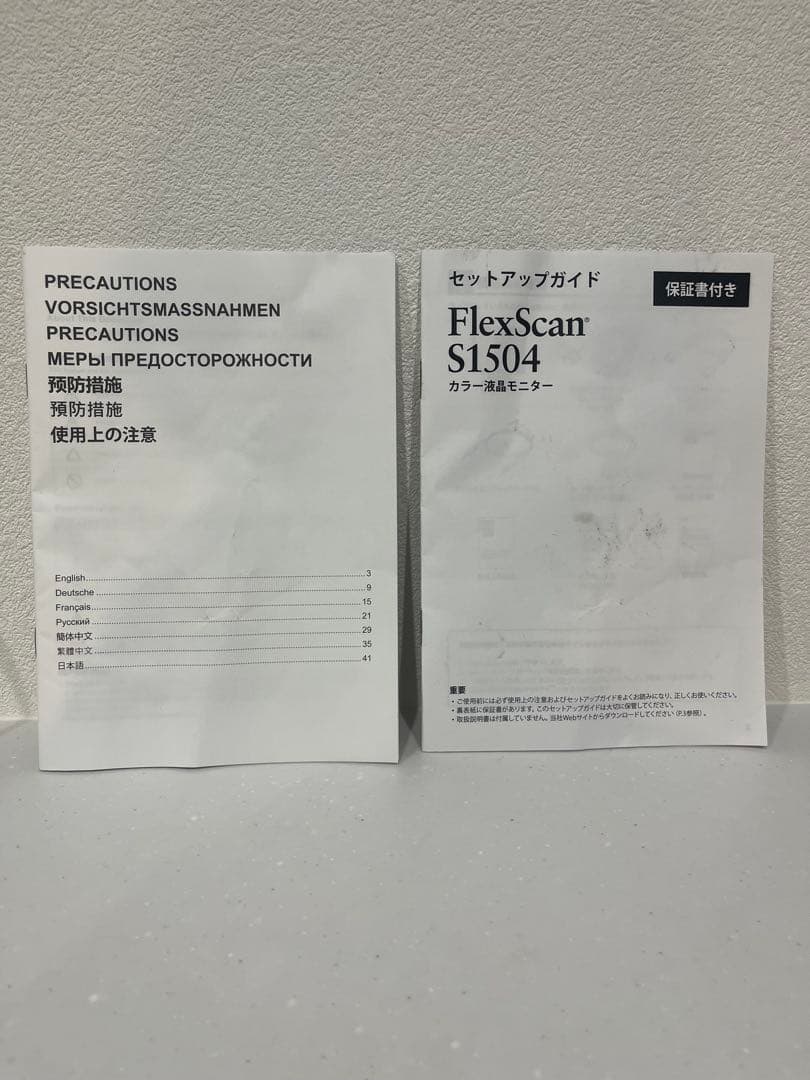 PRECAUTIONS
VORSICHTSMASSNAHMEN
PRECAUTIONS
МЕРЫ ПРЕДОСТОРОЖНОСТИ
预防措施
預防措施
使用上の注意
English 3
Deutsche 9
Français 15
Русский 21
簡体中文 29
繁體中文 35
日本語 41
セットアップガイド
保証書付き
FlexScan®
S1504
カラー液晶モニター
重要
・ご使用前には必ず使用上の注意およびセットアップガイドをよくお読みになり、正しくお使いください。
・裏表紙に保証書があります。このセットアップガイドは大切に保管してください。
・取扱説明書は付属していません。当社Webサイトからダウンロードしてください(P.3参照)。